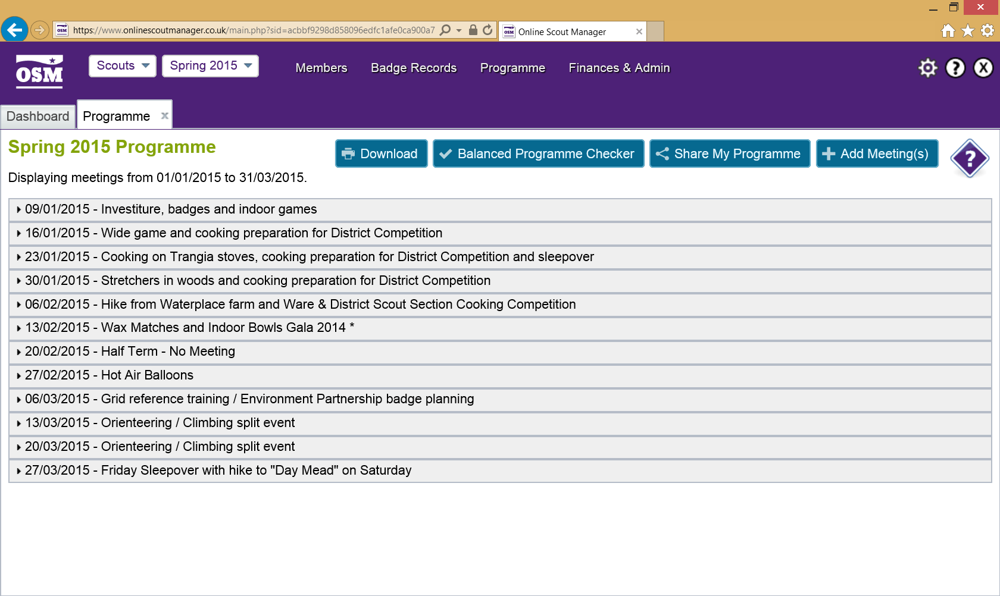 https://www.onlinescoutmanager.co.uk/main.php?sid=acbbf9298d858096edfc1afe0ca900a7
OSM Online Scout Manager
OSM Scouts Spring 2015 Members Badge Records Programme Finances & Admin ? X
Dashboard Programme x
Spring 2015 Programme Download Balanced Programme Checker Share My Programme Add Meeting(s) ?
Displaying meetings from 01/01/2015 to 31/03/2015.
09/01/2015 - Investiture, badges and indoor games
16/01/2015 - Wide game and cooking preparation for District Competition
23/01/2015 - Cooking on Trangia stoves, cooking preparation for District Competition and sleepover
30/01/2015 - Stretchers in woods and cooking preparation for District Competition
06/02/2015 - Hike from Waterplace farm and Ware & District Scout Section Cooking Competition
13/02/2015 - Wax Matches and Indoor Bowls Gala 2014 *
20/02/2015 - Half Term - No Meeting
27/02/2015 - Hot Air Balloons
06/03/2015 - Grid reference training / Environment Partnership badge planning
13/03/2015 - Orienteering / Climbing split event
20/03/2015 - Orienteering / Climbing split event
27/03/2015 - Friday Sleepover with hike to "Day Mead" on Saturday